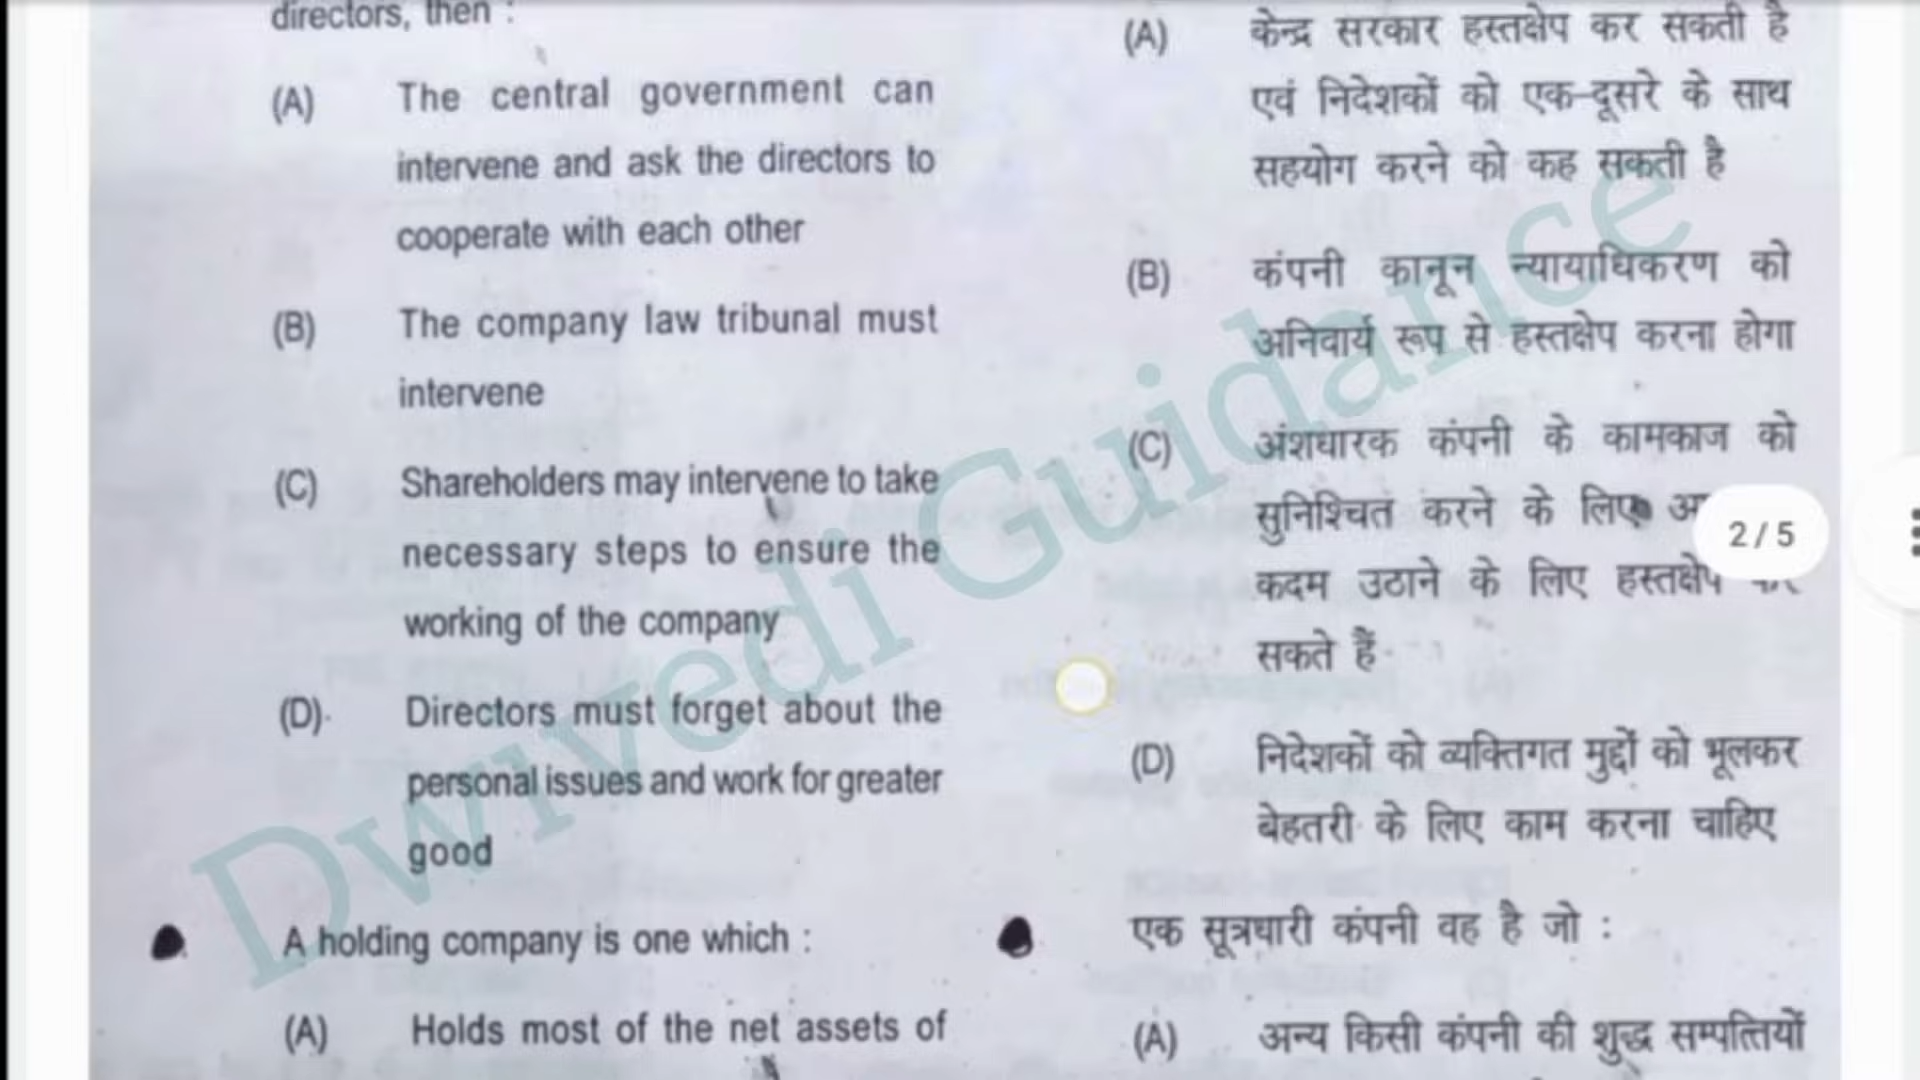 directors, then :
(A) The central government can
intervene and ask the directors to
cooperate with each other
(B) The company law tribunal must
intervene
(C) Shareholders may intervene to take
necessary steps to ensure the
working of the company
(D) Directors must forget about the
personal issues and work for greater
good
A holding company is one which :
(A) Holds most of the net assets of
(A) केन्द्र सरकार हस्तक्षेप कर सकती है
एवं निदेशकों को एक-दूसरे के साथ
सहयोग करने को कह सकती है
(B) कंपनी कानून न्यायाधिकरण को
अनिवार्य रूप से हस्तक्षेप करना होगा
(C) अंशधारक कंपनी के कामकाज को
सुनिश्चित करने के लिए
कदम उठाने के लिए हस्तक्षेप
सकते हैं
(D) निदेशकों को व्यक्तिगत मुद्दों को भूलकर
बेहतरी के लिए काम करना चाहिए
एक सूत्रधारी कंपनी वह है जो :
(A) अन्य किसी कंपनी की शुद्ध सम्पत्तियों
2/5
Dwivedi Guidance